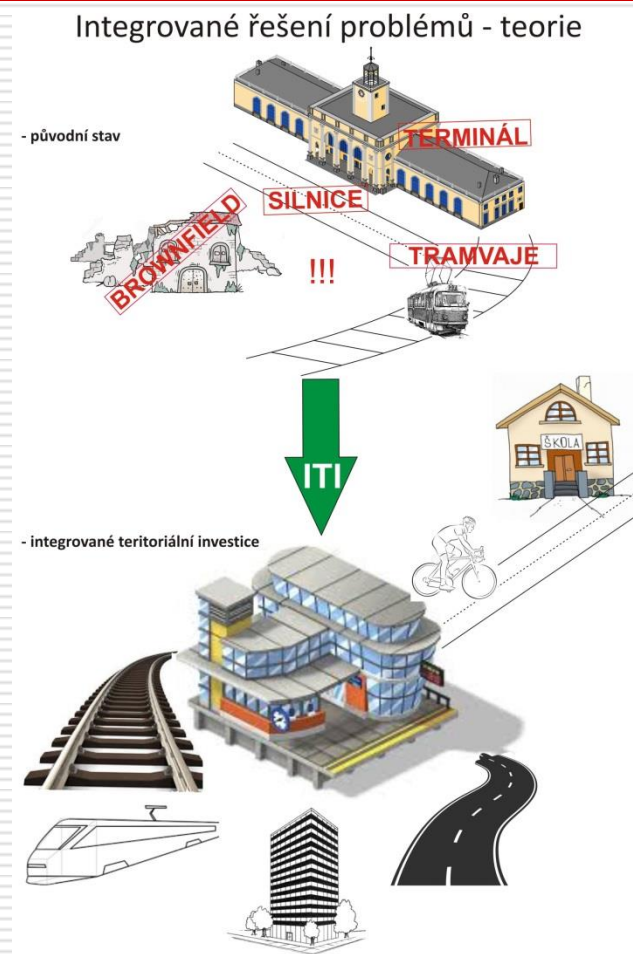 Integrované řešení problémů - teorie
- původní stav
TERMINÁL
SILNICE
BROWNFIELD
!!!
TRAMVAJE
ITI
ŠKOLA
- integrované teritoriální investice